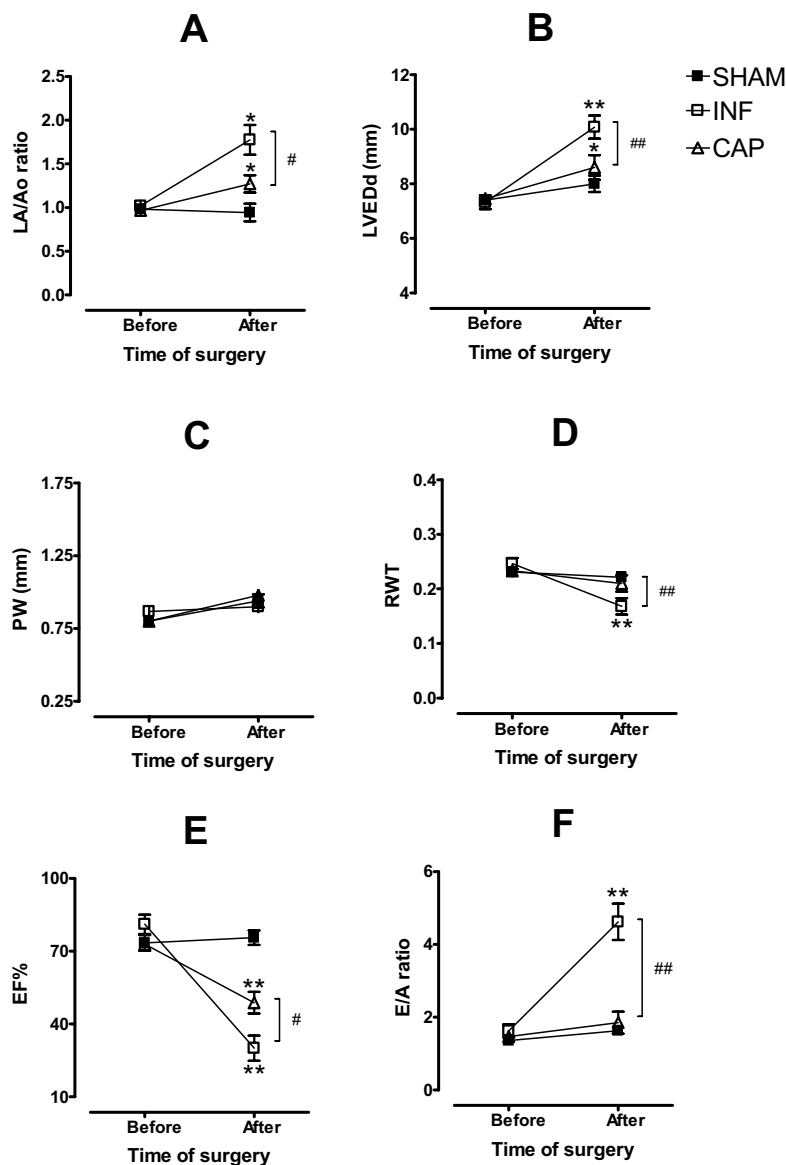 A
B
SHAM
INF
CAP
LA/Ao ratio
2.5
2.0
1.5
1.0
0.5
0.0
*
*
#
Before
After
Time of surgery
LVEDd (mm)
12
10
8
6
4
**
*
##
Before
After
Time of surgery
C
D
PW (mm)
1.75
1.25
0.75
0.25
Before
After
Time of surgery
RWT
0.4
0.3
0.2
0.1
0.0
**
##
Before
After
Time of surgery
E
F
EF%
100
70
40
10
**
**
#
Before
After
Time of surgery
E/A ratio
6
4
2
0
**
##
Before
After
Time of surgery